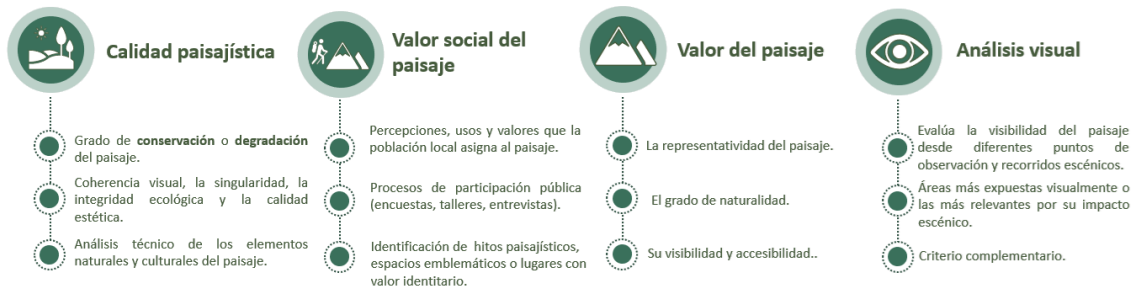 Calidad paisajística
Grado de conservación o degradación
del paisaje.
Coherencia visual, la singularidad, la
integridad ecológica y la calidad
estética.
Análisis técnico de los elementos
naturales y culturales del paisaje.
Valor social del
paisaje
Percepciones, usos y valores que la
población local asigna al paisaje.
Procesos de participación pública
(encuestas, talleres, entrevistas).
Identificación de hitos paisajísticos,
espacios emblemáticos o lugares con
valor identitario.
Valor del paisaje
La representatividad del paisaje.
El grado de naturalidad.
Su visibilidad y accesibilidad..
Análisis visual
Evalúa la visibilidad del paisaje
desde diferentes puntos de
observación y recorridos escénicos.
Áreas más expuestas visualmente o
las más relevantes por su impacto
escénico.
Criterio complementario.